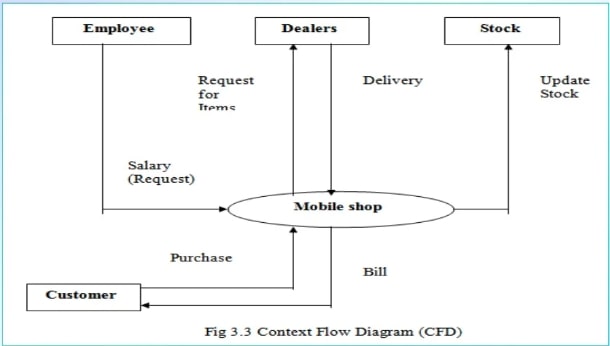 Employee
Dealers
Stock
Request
for
Items
Delivery
Update
Stock
Salary
(Request)
Mobile shop
Purchase
Bill
Customer
Fig 3.3 Context Flow Diagram (CFD)